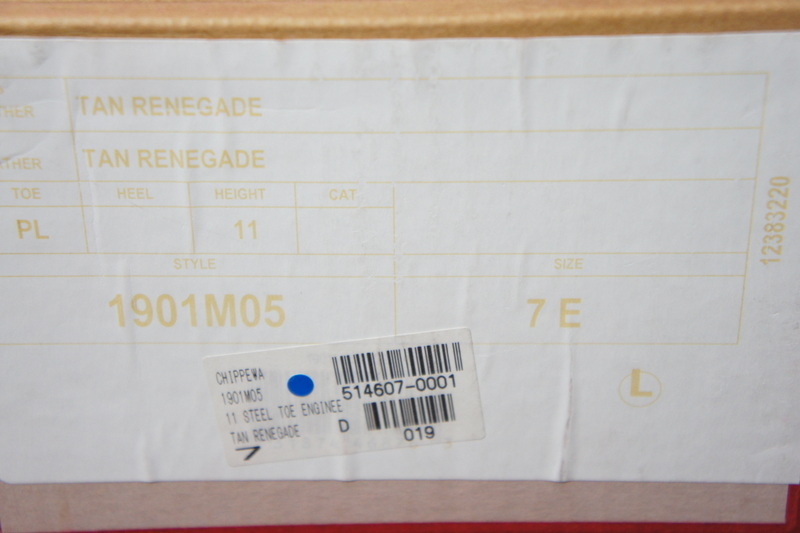 THER TAN RENEGADE
THER TAN RENEGADE
TOE HEEL HEIGHT CAT
PL 11
STYLE SIZE
1901M05 7 E
12383220
L
CHIPPEWA
1901M05
11 STEEL TOE ENGINEE
TAN RENEGADE
7
514607-0001
D
019